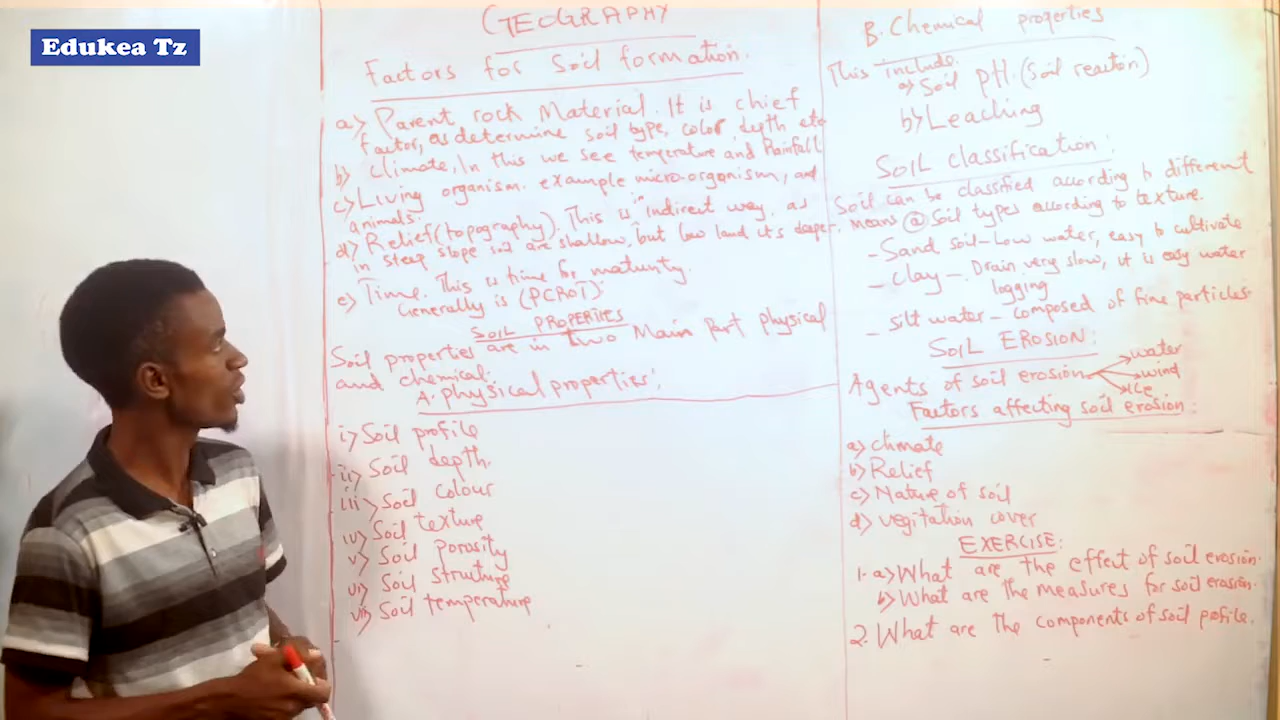 Edukea Tz
GEOGRAPHY
Factors for Soil formation.
a) Parent rock Material. It is chief
factor, as determine soil type, color, depth etc
b) Climate, In this we see temperature and Rainfall
c) Living organism. example micro-organism, and
animals.
d) Relief (topography). This is "indirect way, as
in steep slope soil are shallow, but low land it's deeper.
e) Time. This is time for maturity.
Generally is (PCROT)
SOIL PROPERTIES
Soil properties are in two Main part physical
and chemical.
A. physical properties.
i) Soil profile
ii) Soil depth.
iii) Soil colour
iv) Soil texture
v) Soil porosity
vi) Soil struture
vii) Soil temperature
B. Chemical properties
This include.
a) Soil pH. (Soil reacton)
b) Leaching
SOIL Classification:
Soil can be classified according to different
means @ Soil types according to texture.
- Sand soil - Low water, easy to cultivate
- Clay - Drain very slow, it is easy water
logging
- Silt water - composed of fine particles
SOIL EROSION:
Agents of soil erosion water
wind
Ice
Factors affecting soil erosion:
a) climate
b) Relief
c) Nature of soil
d) vegitation cover
EXERCISE:
1. a) What are the effect of soil erosion.
b) What are the measures for soil erosion.
2. What are the components of soil profile.